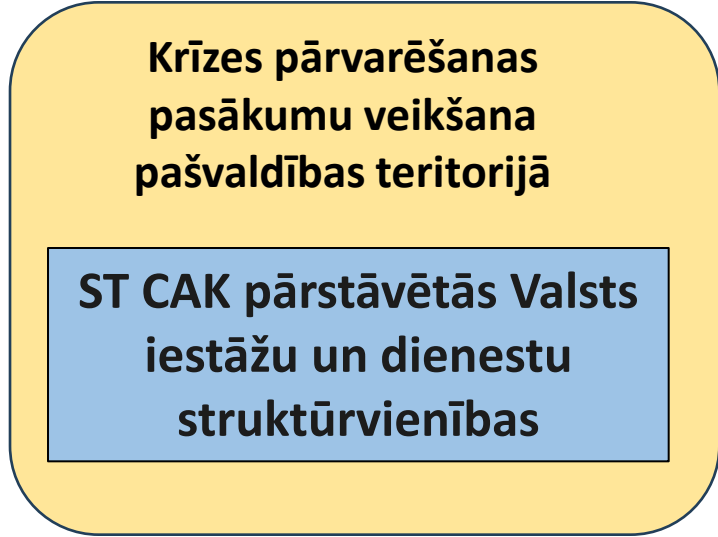 Krīzes pārvarēšanas
pasākumu veikšana
pašvaldības teritorijā
ST CAK pārstāvētās Valsts
iestāžu un dienestu
struktūrvienības